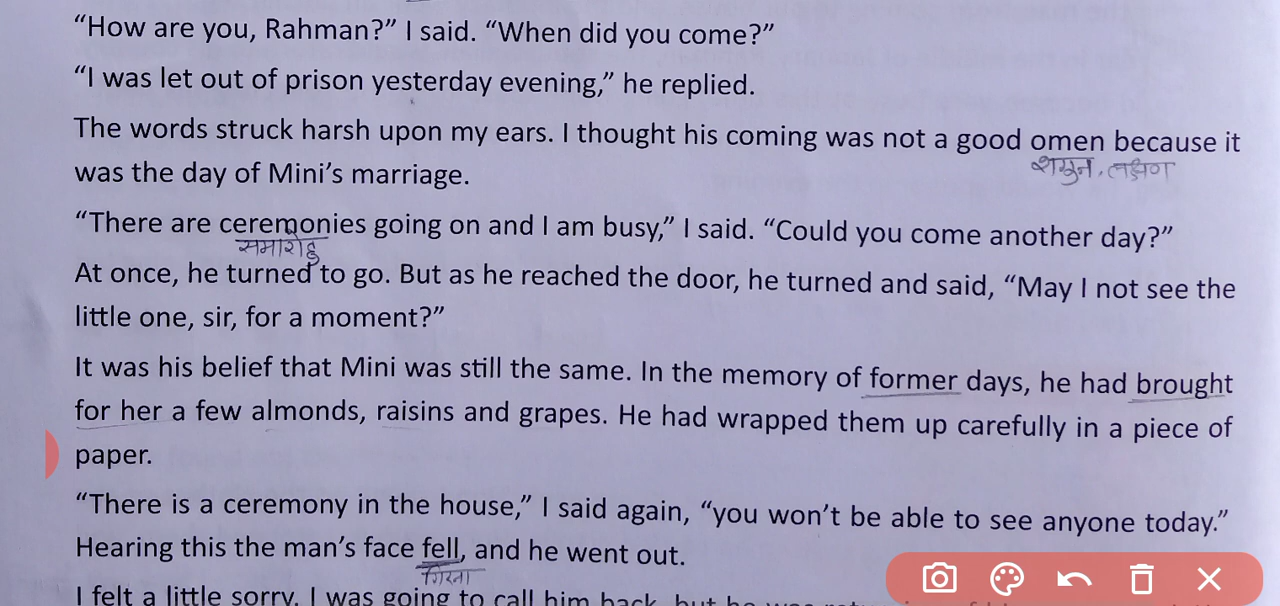 “How are you, Rahman?” I said. “When did you come?”
“I was let out of prison yesterday evening,” he replied.
The words struck harsh upon my ears. I thought his coming was not a good omen because it
शगुन, लक्षण
was the day of Mini’s marriage.
“There are ceremonies going on and I am busy,” I said. “Could you come another day?”
समारोह
At once, he turned to go. But as he reached the door, he turned and said, “May I not see the
little one, sir, for a moment?”
It was his belief that Mini was still the same. In the memory of former days, he had brought
for her a few almonds, raisins and grapes. He had wrapped them up carefully in a piece of
paper.
“There is a ceremony in the house,” I said again, “you won’t be able to see anyone today.”
Hearing this the man’s face fell, and he went out.
गिरना
I felt a little sorry. I was going to call him back, but he was